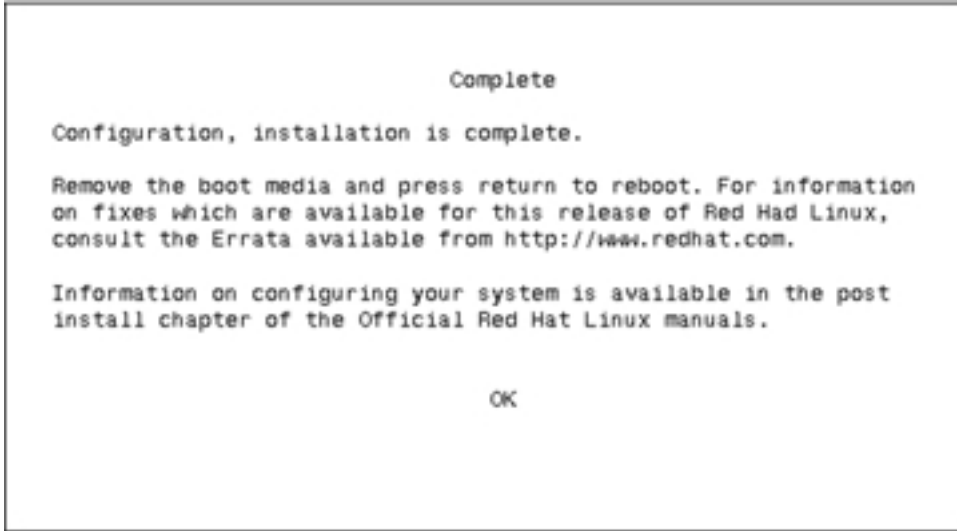 Complete
Configuration, installation is complete.
Remove the boot media and press return to reboot. For information
on fixes which are available for this release of Red Had Linux,
consult the Errata available from http://www.redhat.com.
Information on configuring your system is available in the post
install chapter of the Official Red Hat Linux manuals.
OK